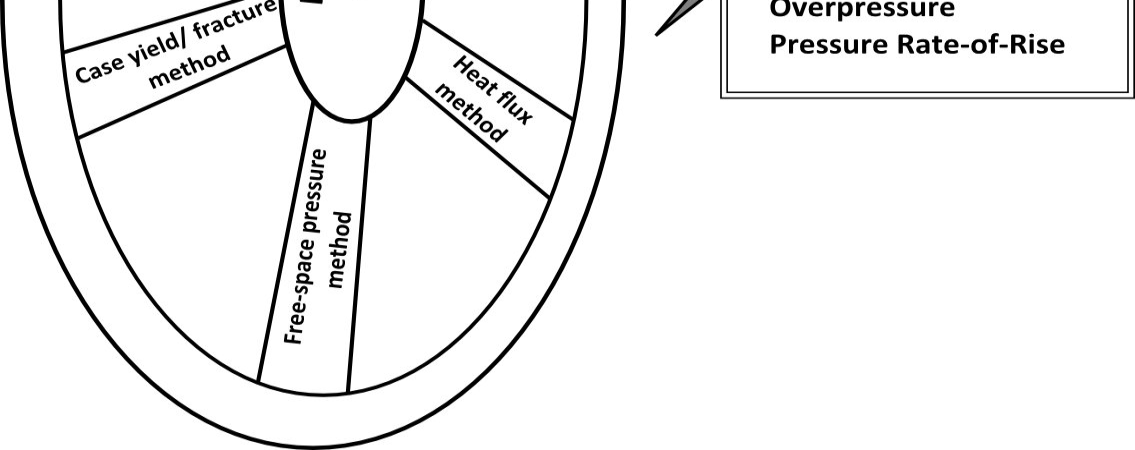 Case yield/ fracture
method
Free-space pressure
method
Heat flux
method
Overpressure
Pressure Rate-of-Rise